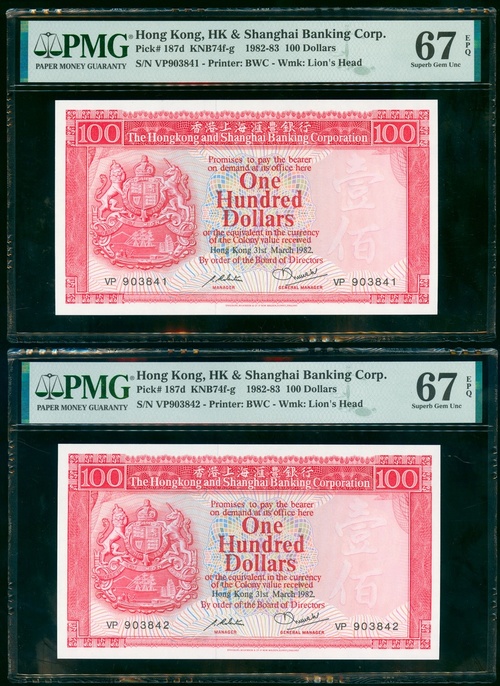 PMG
PAPER MONEY GUARANTY
Hong Kong, HK & Shanghai Banking Corp.
Pick# 187d KNB74f-g 1982-83 100 Dollars
S/N VP903841 - Printer: BWC - Wmk: Lion's Head
67 EPQ
Superb Gem Unc
香港上海滙豐銀行
100 The Hongkong and Shanghai Banking Corporation 100
Promises to pay the bearer
on demand at its office here
One
Hundred
Dollars
or the equivalent in the currency
of the Colony value received
Hong Kong 31st March 1982.
By order of the Board of Directors
壹佰
MANAGER GENERAL MANAGER
VP 903841 VP 903841
PMG
PAPER MONEY GUARANTY
Hong Kong, HK & Shanghai Banking Corp.
Pick# 187d KNB74f-g 1982-83 100 Dollars
S/N VP903842 - Printer: BWC - Wmk: Lion's Head
67 EPQ
Superb Gem Unc
香港上海滙豐銀行
100 The Hongkong and Shanghai Banking Corporation 100
Promises to pay the bearer
on demand at its office here
One
Hundred
Dollars
or the equivalent in the currency
of the Colony value received
Hong Kong 31st March 1982.
By order of the Board of Directors
壹佰
MANAGER GENERAL MANAGER
VP 903842 VP 903842